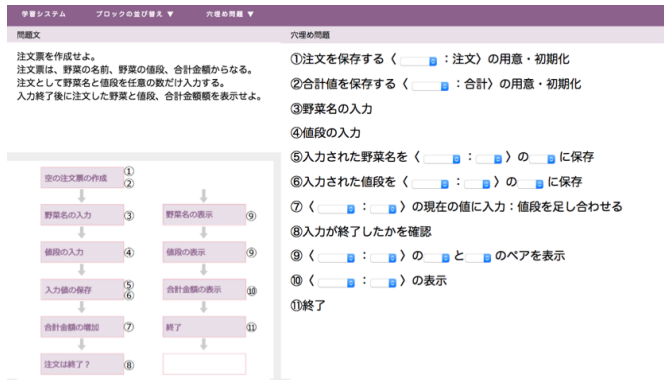 学習システム ブロックの並び替え ▼ 穴埋め問題 ▼
問題文
注文票を作成せよ。
注文票は、野菜の名前、野菜の値段、合計金額からなる。
注文として野菜名と値段を任意の数だけ入力する。
入力終了後に注文した野菜と値段、合計金額額を表示せよ。
空の注文票の作成 ① ②
野菜名の入力 ③
値段の入力 ④
入力値の保存 ⑤ ⑥
合計金額の増加 ⑦
注文は終了？ ⑧
野菜名の表示 ⑨
値段の表示 ⑨
合計金額の表示 ⑩
終了 ⑪
穴埋め問題
①注文を保存する〈 ：注文〉の用意・初期化
②合計値を保存する〈 ：合計〉の用意・初期化
③野菜名の入力
④値段の入力
⑤入力された野菜名を〈 ： 〉の に保存
⑥入力された値段を〈 ： 〉の に保存
⑦〈 ： 〉の現在の値に入力：値段を足し合わせる
⑧入力が終了したかを確認
⑨〈 ： 〉の と のペアを表示
⑩〈 ： 〉の表示
⑪終了